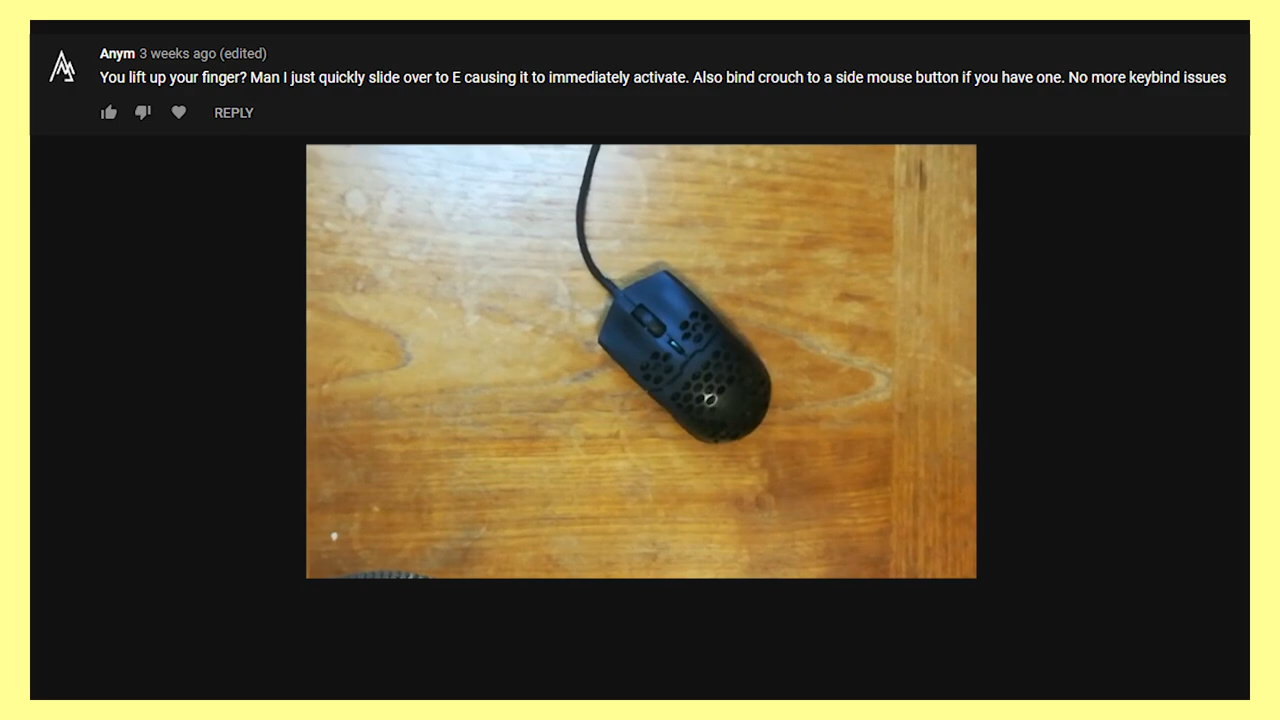 Anym 3 weeks ago (edited)
You lift up your finger? Man I just quickly slide over to E causing it to immediately activate. Also bind crouch to a side mouse button if you have one. No more keybind issues
REPLY